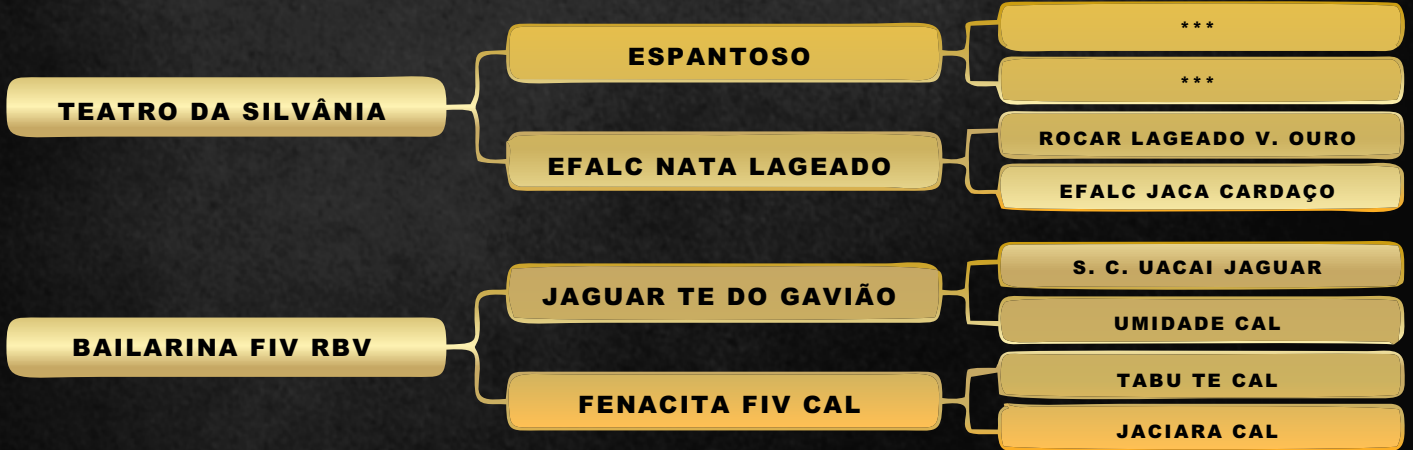 TEATRO DA SILVÂNIA
ESPANTOSO
***
***
EFALC NATA LAGEADO
ROCAR LAGEADO V. OURO
EFALC JACA CARDAÇO
BAILARINA FIV RBV
JAGUAR TE DO GAVIÃO
S. C. UACAI JAGUAR
UMIDADE CAL
FENACITA FIV CAL
TABU TE CAL
JACIARA CAL